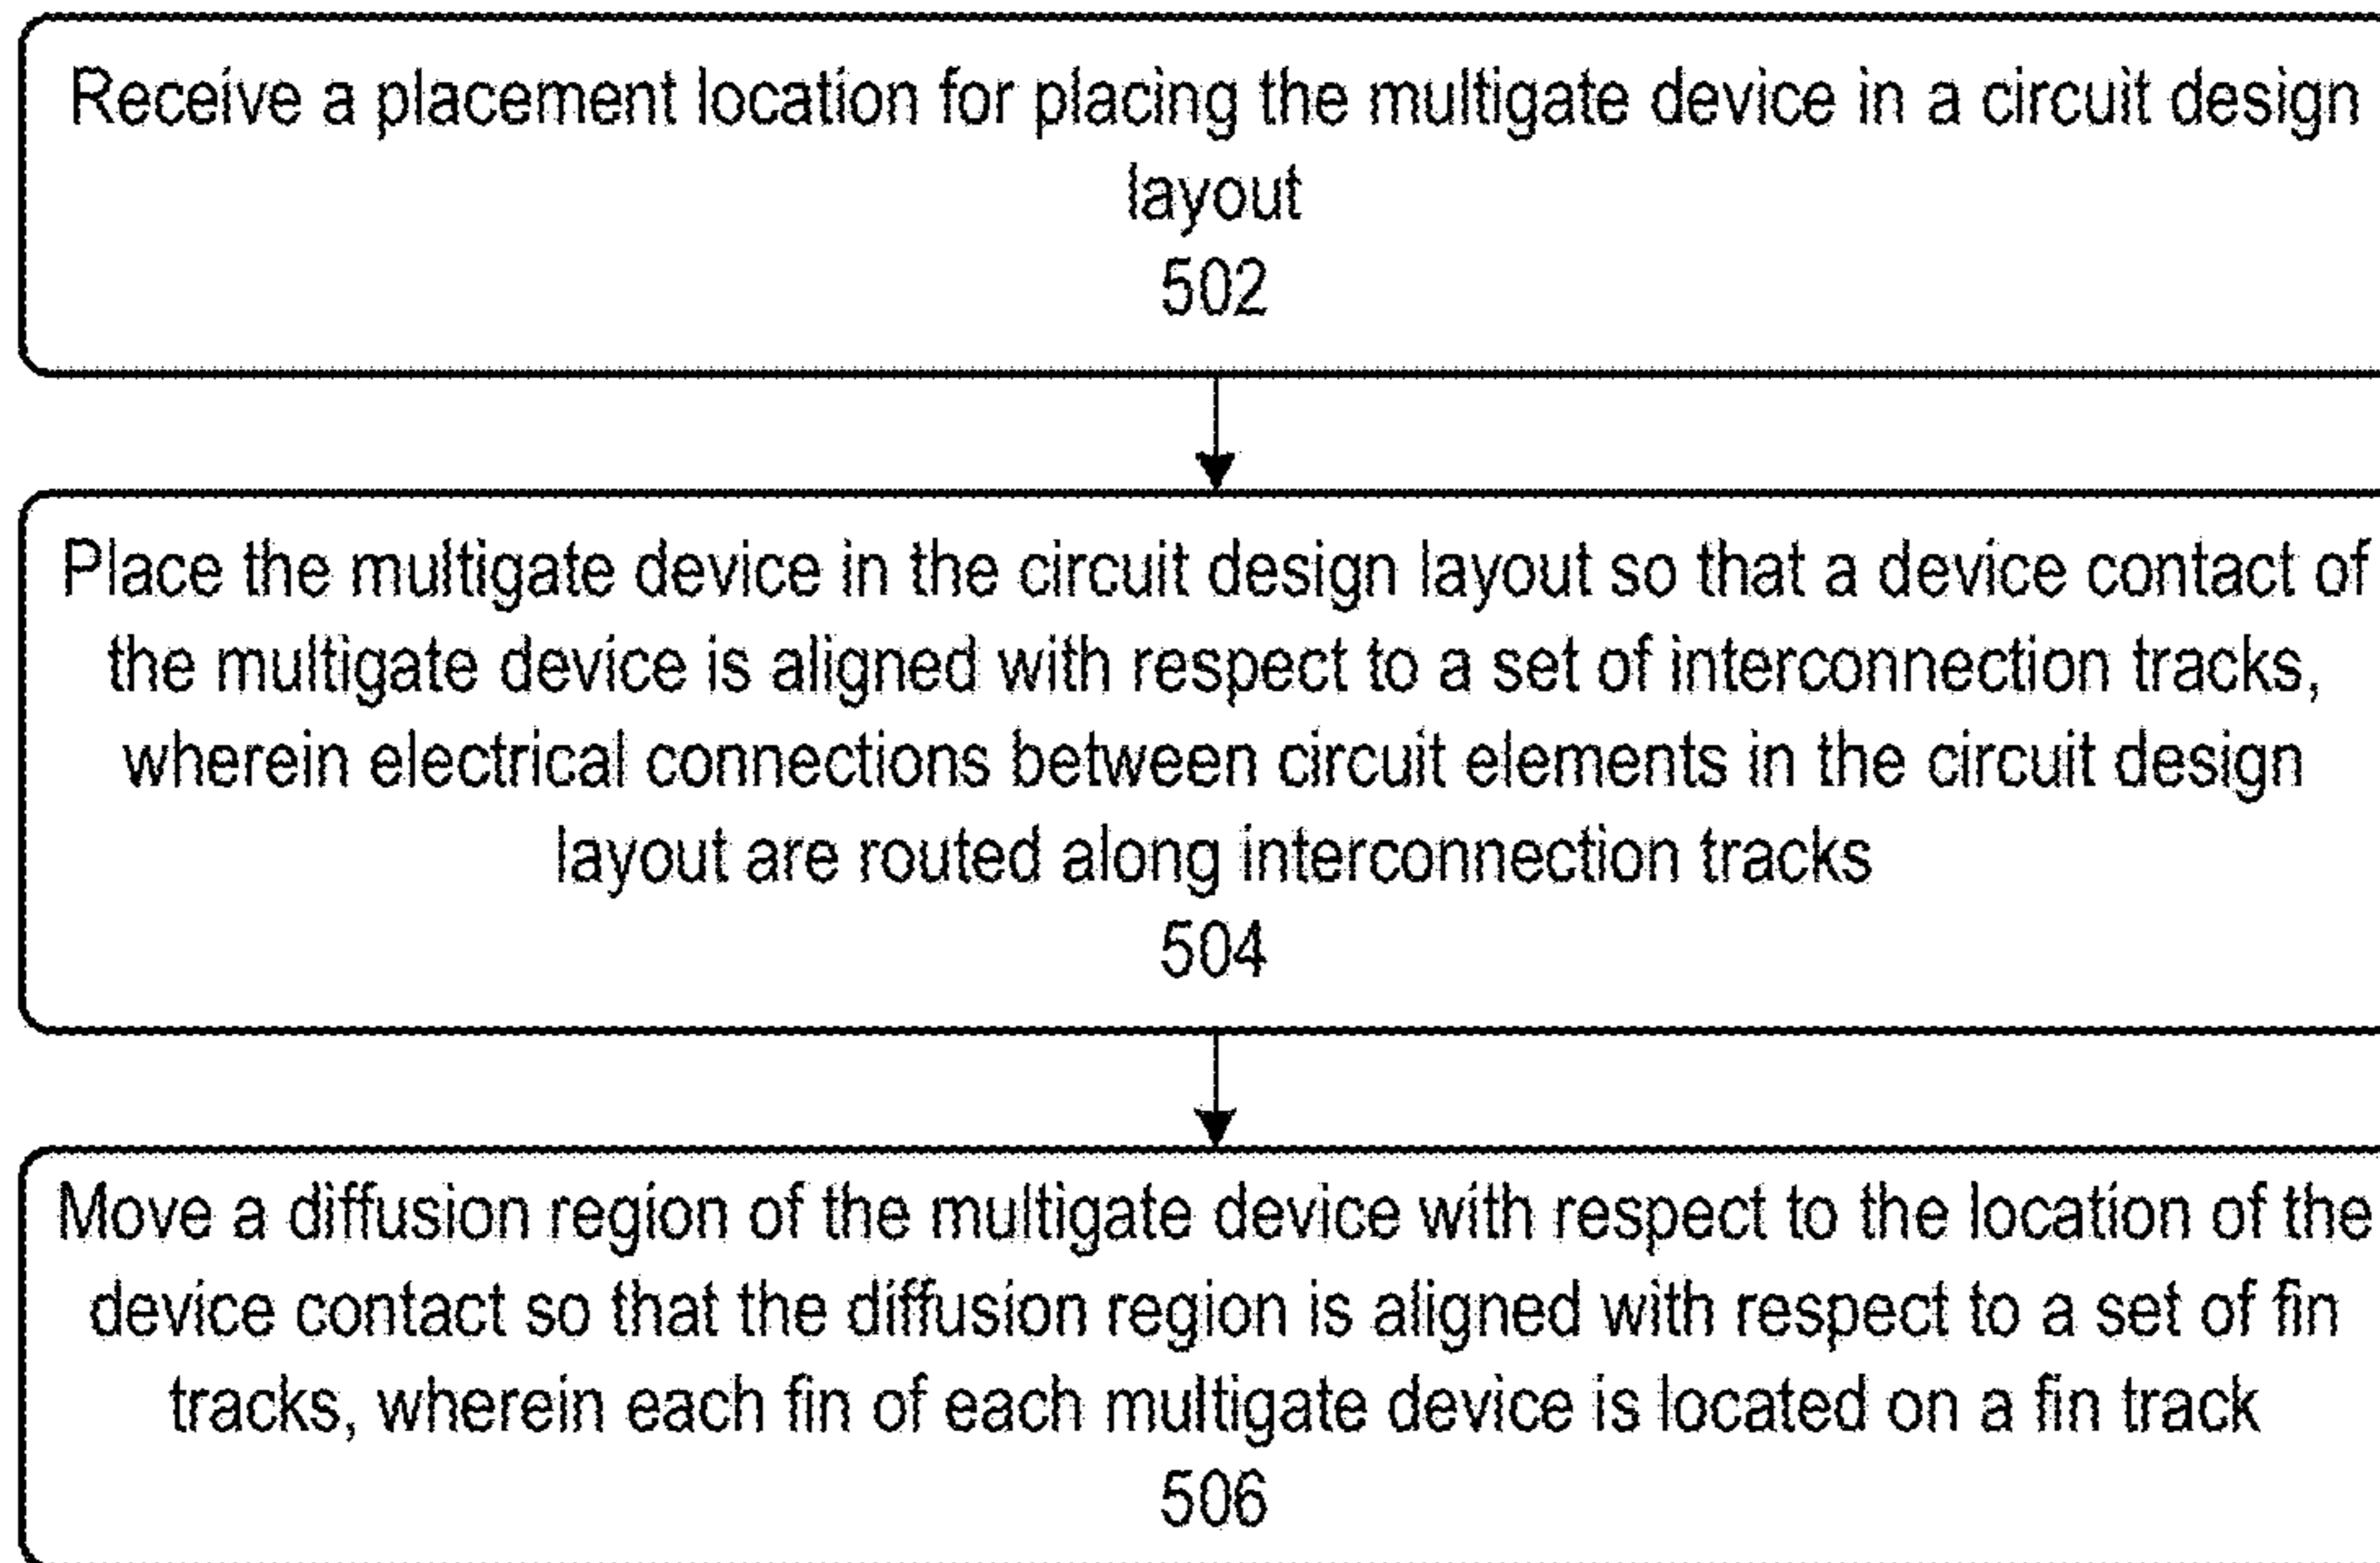 Receive a placement location for placing the multigate device in a circuit design
layout
502
Place the multigate device in the circuit design layout so that a device contact of
the multigate device is aligned with respect to a set of interconnection tracks,
wherein electrical connections between circuit elements in the circuit design
layout are routed along interconnection tracks
504
Move a diffusion region of the multigate device with respect to the location of the
device contact so that the diffusion region is aligned with respect to a set of fin
tracks, wherein each fin of each multigate device is located on a fin track
506